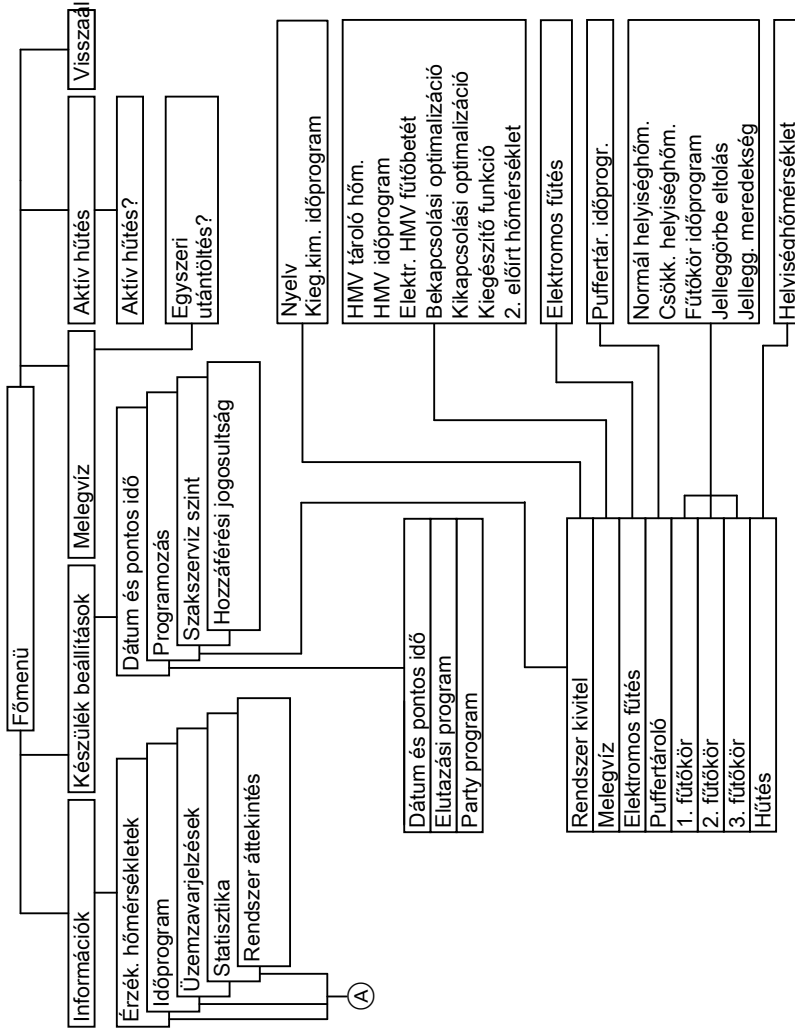 Főmenü
Információk
Készülék beállítások
Melegvíz
Aktív hűtés
Érzék. hőmérsékletek
Időprogram
Üzemzavarjelzések
Statisztika
Rendszer áttekintés
A
Dátum és pontos idő
Programozás
Szakszerviz szint
Hozzáférési jogosultság
Egyszeri
utántöltés?
Aktív hűtés?
Dátum és pontos idő
Elutazási program
Party program
Rendszer kivitel
Melegvíz
Elektromos fűtés
Puffertároló
1. fűtőkör
2. fűtőkör
3. fűtőkör
Hűtés
Nyelv
Kieg.kim. időprogram
HMV tároló hőm.
HMV időprogram
Elektr. HMV fűtőbetét
Bekapcsolási optimalizáció
Kikapcsolási optimalizáció
Kiegészítő funkció
2. előírt hőmérséklet
Elektromos fűtés
Puffertár. időprogr.
Normál helyiséghőm.
Csökk. helyiséghőm.
Fűtőkör időprogram
Jelleggörbe eltolás
Jellegg. meredekség
Helyiséghőmérséklet